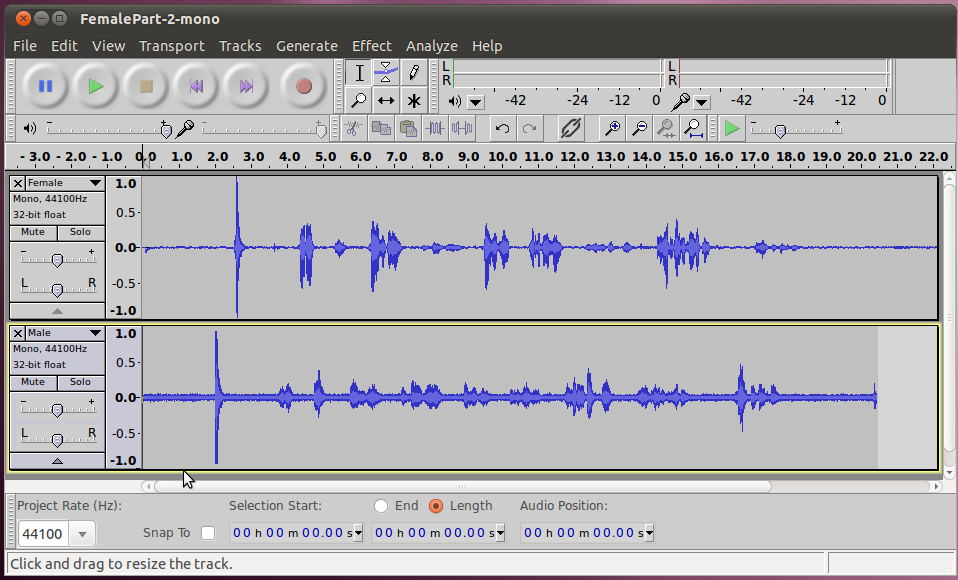 FemalePart-2-mono
File Edit View Transport Tracks Generate Effect Analyze Help
L
R
-42 -24 -12 0
L
R
-42 -24 -12 0
- +
- +
- +
- 3.0 - 2.0 - 1.0 0.0 1.0 2.0 3.0 4.0 5.0 6.0 7.0 8.0 9.0 10.0 11.0 12.0 13.0 14.0 15.0 16.0 17.0 18.0 19.0 20.0 21.0 22.0
X Female
Mono, 44100Hz
32-bit float
Mute Solo
- +
L R
1.0
0.5
0.0
-0.5
-1.0
X Male
Mono, 44100Hz
32-bit float
Mute Solo
- +
L R
1.0
0.5
0.0
-0.5
-1.0
Project Rate (Hz):
44100
Snap To
Selection Start:
00 h 00 m 00.00 s
End Length
00 h 00 m 00.00 s
Audio Position:
00 h 00 m 00.00 s
Click and drag to resize the track.